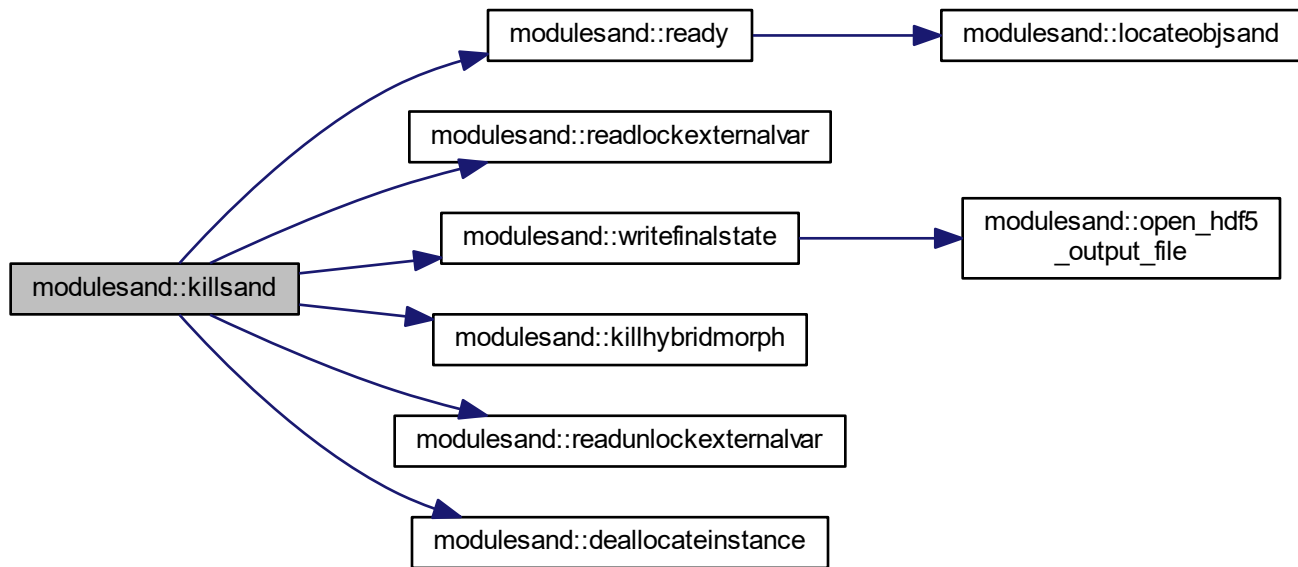 modulesand::ready
modulesand::locateobjsand
modulesand::readlockexternalvar
modulesand::writefinalstate
modulesand::open_hdf5
_output_file
modulesand::killsand
modulesand::killhybridmorph
modulesand::readunlockexternalvar
modulesand::deallocateinstance